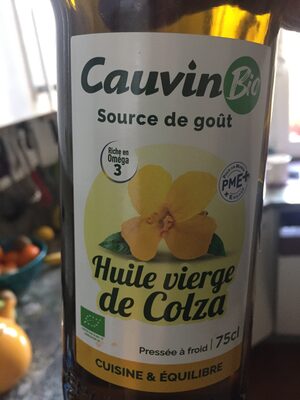 Cauvin Bio
Source de goût
Riche en
Oméga
3
PME+
Huile vierge
de Colza
Pressée à froid | 75cl
CUISINE & ÉQUILIBRE